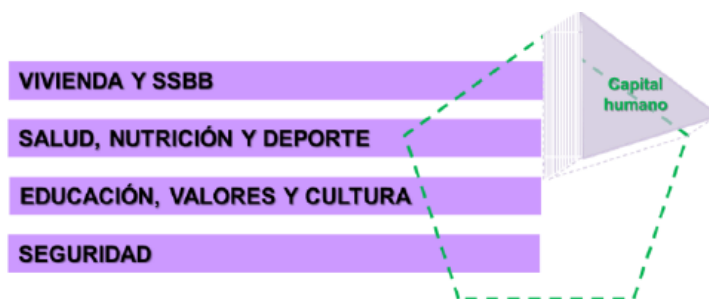 VIVIENDA Y SSBB
SALUD, NUTRICIÓN Y DEPORTE
EDUCACIÓN, VALORES Y CULTURA
SEGURIDAD
Capital
humano